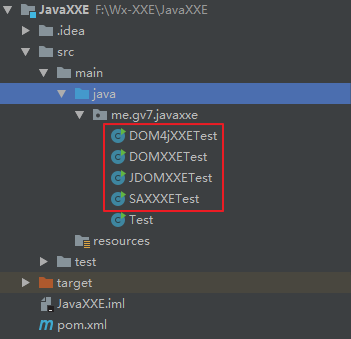 JavaXXE F:\Wx-XXE\JavaXXE
.idea
src
main
java
me.gv7.javaxxe
DOM4jXXETest
DOMXXETest
JDOMXXETest
SAXXXETest
Test
resources
test
target
JavaXXE.iml
pom.xml